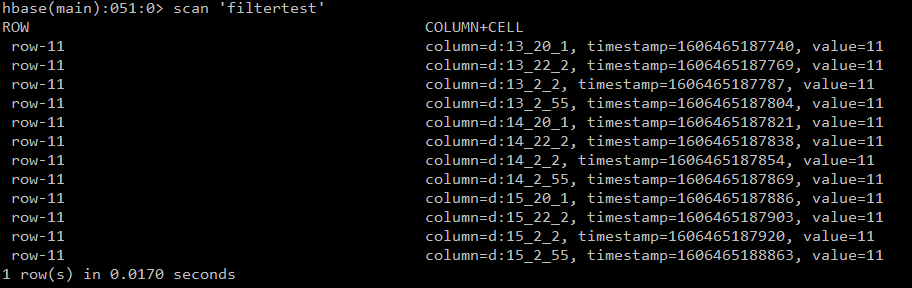 hbase(main):051:0> scan 'filtertest'
ROW COLUMN+CELL
row-11 column=d:13_20_1, timestamp=1606465187740, value=11
row-11 column=d:13_22_2, timestamp=1606465187769, value=11
row-11 column=d:13_2_2, timestamp=1606465187787, value=11
row-11 column=d:13_2_55, timestamp=1606465187804, value=11
row-11 column=d:14_20_1, timestamp=1606465187821, value=11
row-11 column=d:14_22_2, timestamp=1606465187838, value=11
row-11 column=d:14_2_2, timestamp=1606465187854, value=11
row-11 column=d:14_2_55, timestamp=1606465187869, value=11
row-11 column=d:15_20_1, timestamp=1606465187886, value=11
row-11 column=d:15_22_2, timestamp=1606465187903, value=11
row-11 column=d:15_2_2, timestamp=1606465187920, value=11
row-11 column=d:15_2_55, timestamp=1606465188863, value=11
1 row(s) in 0.0170 seconds